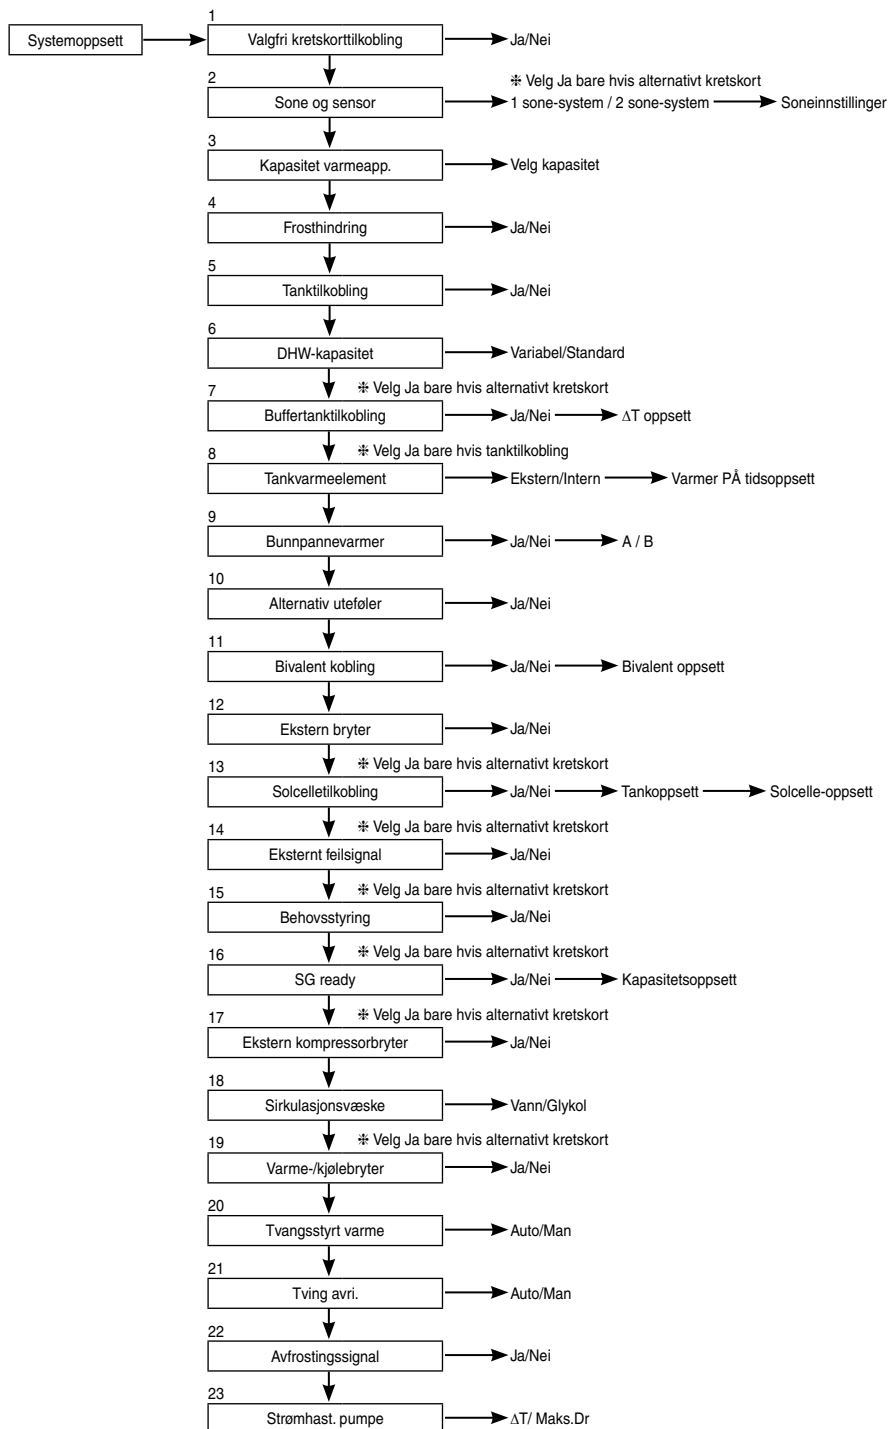 1
Systemoppsett Valgfri kretskorttilkobling Ja/Nei
2
❈ Velg Ja bare hvis alternativt kretskort
Sone og sensor 1 sone-system / 2 sone-system Soneinnstillinger
3
Kapasitet varmeapp. Velg kapasitet
4
Frosthindring Ja/Nei
5
Tanktilkobling Ja/Nei
6
DHW-kapasitet Variabel/Standard
7 ❈ Velg Ja bare hvis alternativt kretskort
Buffertanktilkobling Ja/Nei ΔT oppsett
8 ❈ Velg Ja bare hvis tanktilkobling
Tankvarmeelement Ekstern/Intern Varmer PÅ tidsoppsett
9
Bunnpannevarmer Ja/Nei A / B
10
Alternativ uteføler Ja/Nei
11
Bivalent kobling Ja/Nei Bivalent oppsett
12
Ekstern bryter Ja/Nei
13 ❈ Velg Ja bare hvis alternativt kretskort
Solcelletilkobling Ja/Nei Tankoppsett Solcelle-oppsett
14 ❈ Velg Ja bare hvis alternativt kretskort
Eksternt feilsignal Ja/Nei
15 ❈ Velg Ja bare hvis alternativt kretskort
Behovsstyring Ja/Nei
16 ❈ Velg Ja bare hvis alternativt kretskort
SG ready Ja/Nei Kapasitetsoppsett
17 ❈ Velg Ja bare hvis alternativt kretskort
Ekstern kompressorbryter Ja/Nei
18
Sirkulasjonsvæske Vann/Glykol
19 ❈ Velg Ja bare hvis alternativt kretskort
Varme-/kjølebryter Ja/Nei
20
Tvangsstyrt varme Auto/Man
21
Tving avri. Auto/Man
22
Avfrostingssignal Ja/Nei
23
Strømhast. pumpe ΔT/ Maks.Dr